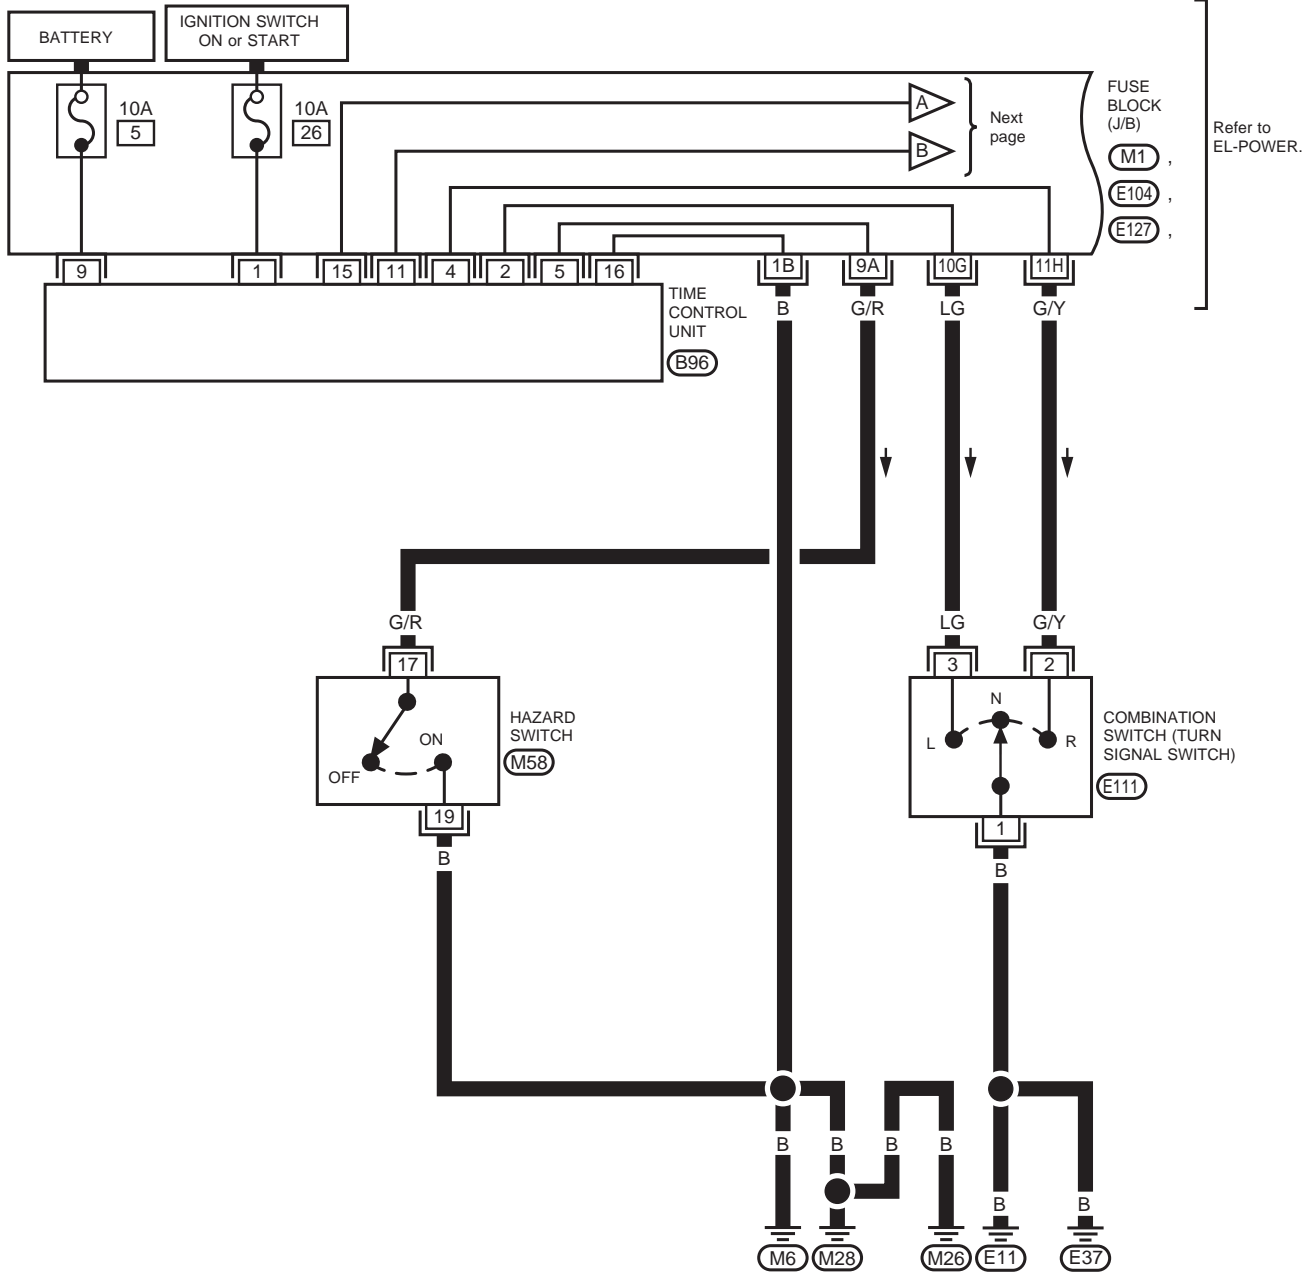 BATTERY
IGNITION SWITCH
ON or START
10A
5
10A
26
A
B
Next
page
FUSE
BLOCK
(J/B)
M1 ,
E104 ,
E127 ,
Refer to
EL-POWER.
9 1 15 11 4 2 5 16 1B 9A 10G 11H
B G/R LG G/Y
TIME
CONTROL
UNIT
B96
G/R LG G/Y
17 3 2
HAZARD
SWITCH
M58
ON
OFF
19
B
N
L R
COMBINATION
SWITCH (TURN
SIGNAL SWITCH)
E111
1
B
B B B B
B B
M6 M28 M26 E11 E37